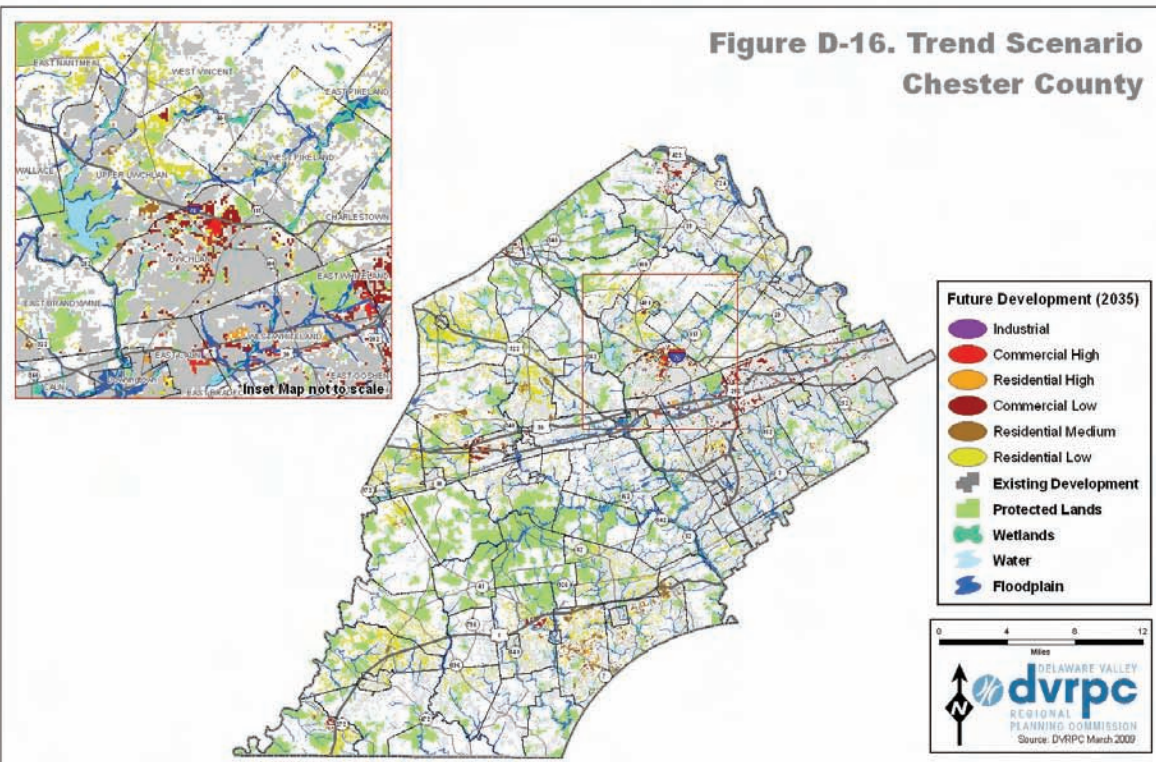 Figure D-16. Trend Scenario
Chester County
EAST NANTMEAL
WEST VINCENT
EAST PIKELAND
WEST PIKELAND
WALLACE
UPPER UWCHLAN
CHARLESTOWN
UWCHLAN
EAST WHITELAND
EAST BRANDYWINE
WEST WHITELAND
EAST CALN
CALN
EAST GOSHEN
Inset Map not to scale
Future Development (2035)
Industrial
Commercial High
Residential High
Commercial Low
Residential Medium
Residential Low
Existing Development
Protected Lands
Wetlands
Water
Floodplain
0 4 8 12
Miles
N
DELAWARE VALLEY
dvrpc
REGIONAL
PLANNING COMMISSION
Source: DVRPC March 2009